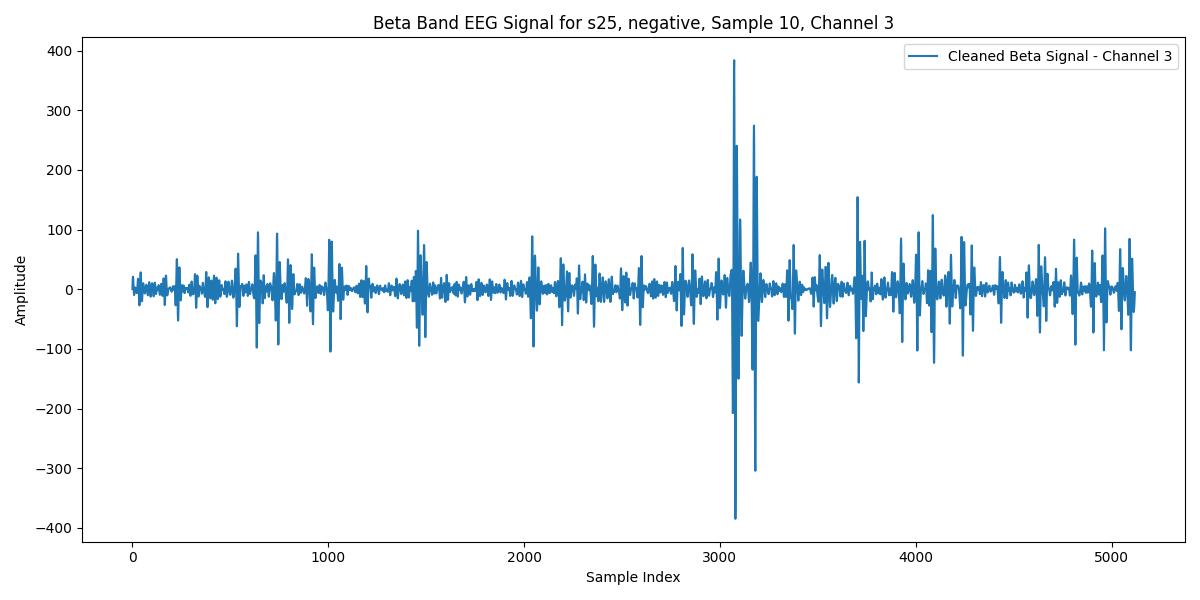 Beta Band EEG Signal for s25, negative, Sample 10, Channel 3
Cleaned Beta Signal - Channel 3
Amplitude
400
300
200
100
0
−100
−200
−300
−400
0 1000 2000 3000 4000 5000
Sample Index